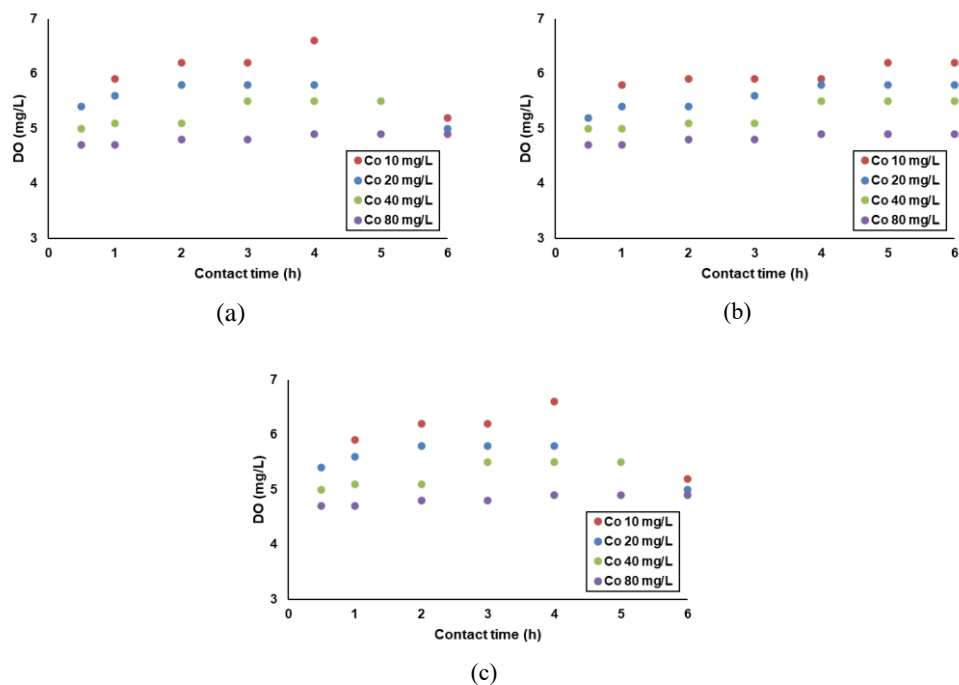 7
6
5
4
3
DO (mg/L)
0 1 2 3 4 5 6
Contact time (h)
Co 10 mg/L
Co 20 mg/L
Co 40 mg/L
Co 80 mg/L
(a)
7
6
5
4
3
DO (mg/L)
0 1 2 3 4 5 6
Contact time (h)
Co 10 mg/L
Co 20 mg/L
Co 40 mg/L
Co 80 mg/L
(b)
7
6
5
4
3
DO (mg/L)
0 1 2 3 4 5 6
Contact time (h)
Co 10 mg/L
Co 20 mg/L
Co 40 mg/L
Co 80 mg/L
(c)